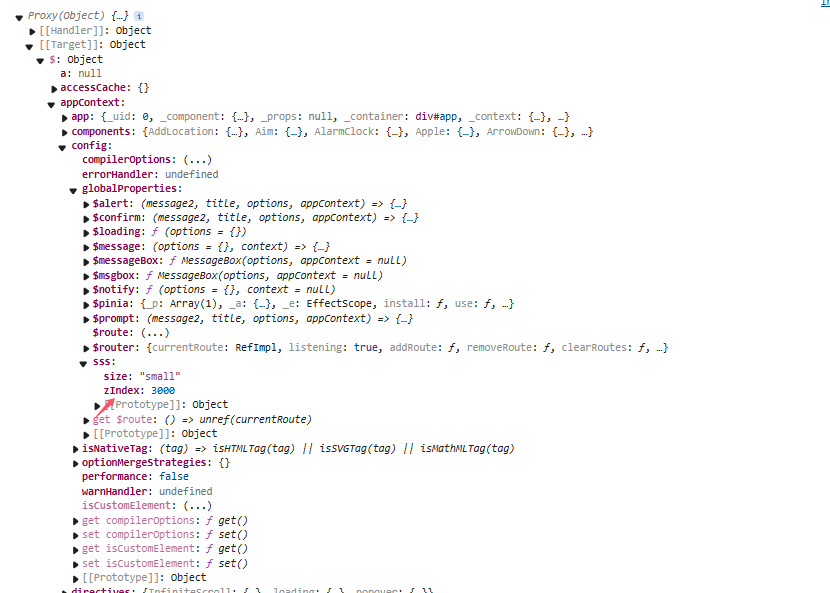 Proxy(Object) {…} i
[[Handler]]: Object
[[Target]]: Object
$: Object
a: null
accessCache: {}
appContext:
app: {_uid: 0, _component: {…}, _props: null, _container: div#app, _context: {…}, …}
components: {AddLocation: {…}, Aim: {…}, AlarmClock: {…}, Apple: {…}, ArrowDown: {…}, …}
config:
compilerOptions: (...)
errorHandler: undefined
globalProperties:
$alert: (message2, title, options, appContext) => {…}
$confirm: (message2, title, options, appContext) => {…}
$loading: ƒ (options = {})
$message: (options = {}, context) => {…}
$messageBox: ƒ MessageBox(options, appContext = null)
$msgbox: ƒ MessageBox(options, appContext = null)
$notify: ƒ (options = {}, context = null)
$pinia: {_p: Array(1), _a: {…}, _e: EffectScope, install: ƒ, use: ƒ, …}
$prompt: (message2, title, options, appContext) => {…}
$route: (...)
$router: {currentRoute: RefImpl, listening: true, addRoute: ƒ, removeRoute: ƒ, clearRoutes: ƒ, …}
sss:
size: "small"
zIndex: 3000
[[Prototype]]: Object
get $route: () => unref(currentRoute)
[[Prototype]]: Object
isNativeTag: (tag) => isHTMLTag(tag) || isSVGTag(tag) || isMathMLTag(tag)
optionMergeStrategies: {}
performance: false
warnHandler: undefined
isCustomElement: (...)
get compilerOptions: ƒ get()
set compilerOptions: ƒ set()
get isCustomElement: ƒ get()
set isCustomElement: ƒ set()
[[Prototype]]: Object
directives: {InfiniteScroll: {…}, loading: {…}, popover: {…}}